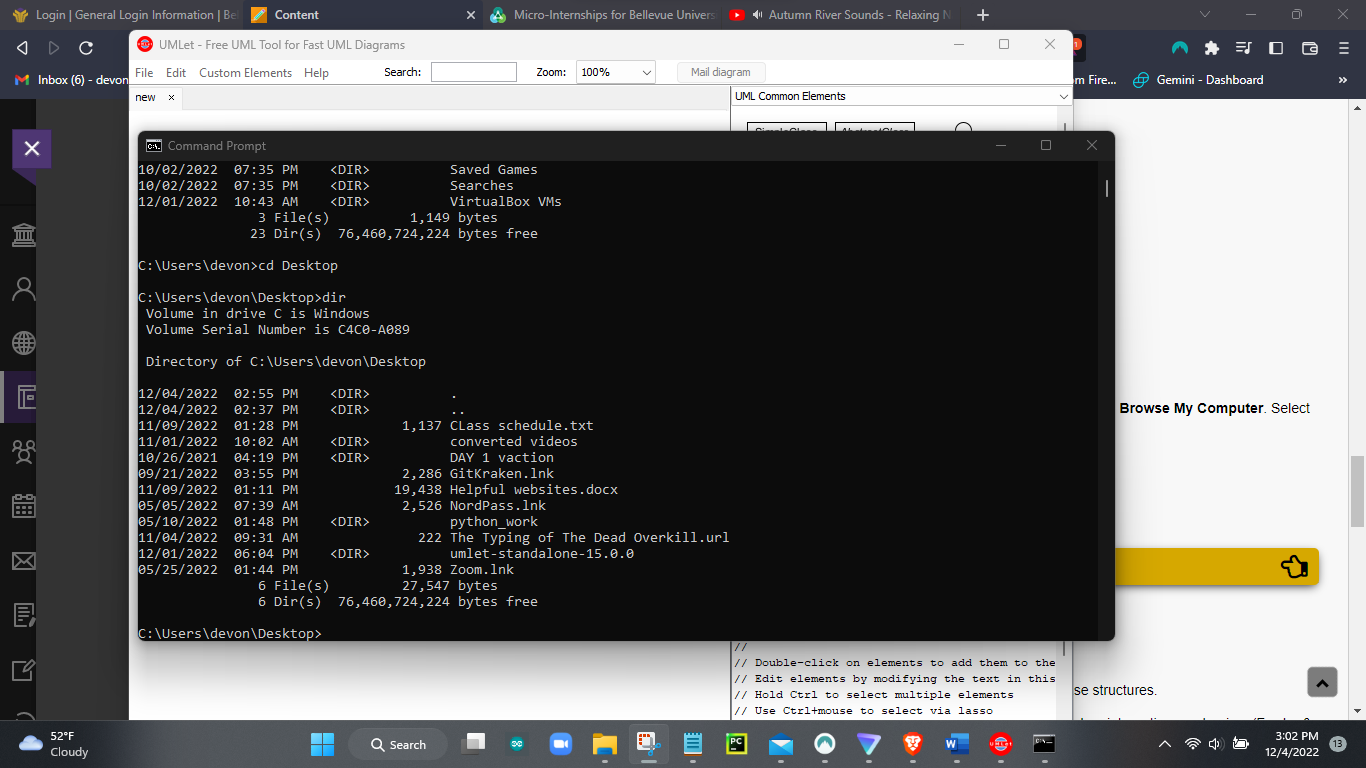 Login | General Login Information | Be
Content
Micro-Internships for Bellevue Univers
Autumn River Sounds - Relaxing N
UMLet - Free UML Tool for Fast UML Diagrams
Inbox (6) - devon
om Fire...
Gemini - Dashboard
»
File Edit Custom Elements Help Search: Zoom: 100% Mail diagram
new x
UML Common Elements
SimpleClass AbstractClass
Command Prompt
10/02/2022 07:35 PM <DIR> Saved Games
10/02/2022 07:35 PM <DIR> Searches
12/01/2022 10:43 AM <DIR> VirtualBox VMs
3 File(s) 1,149 bytes
23 Dir(s) 76,460,724,224 bytes free
C:\Users\devon>cd Desktop
C:\Users\devon\Desktop>dir
Volume in drive C is Windows
Volume Serial Number is C4C0-A089
Directory of C:\Users\devon\Desktop
12/04/2022 02:55 PM <DIR> .
12/04/2022 02:37 PM <DIR> ..
11/09/2022 01:28 PM 1,137 CLass schedule.txt
11/01/2022 10:02 AM <DIR> converted videos
10/26/2021 04:19 PM <DIR> DAY 1 vaction
09/21/2022 03:55 PM 2,286 GitKraken.lnk
11/09/2022 01:11 PM 19,438 Helpful websites.docx
05/05/2022 07:39 AM 2,526 NordPass.lnk
05/10/2022 01:48 PM <DIR> python_work
11/04/2022 09:31 AM 222 The Typing of The Dead Overkill.url
12/01/2022 06:04 PM <DIR> umlet-standalone-15.0.0
05/25/2022 01:44 PM 1,938 Zoom.lnk
6 File(s) 27,547 bytes
6 Dir(s) 76,460,724,224 bytes free
C:\Users\devon\Desktop>
Browse My Computer. Select
//
// Double-click on elements to add them to the
// Edit elements by modifying the text in this
// Hold Ctrl to select multiple elements
// Use Ctrl+mouse to select via lasso
se structures.
52°F
Cloudy
Search
3:02 PM
12/4/2022
13